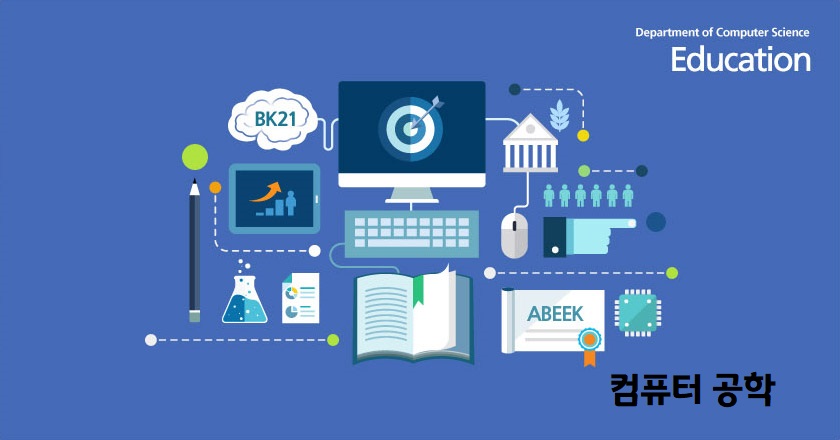 Department of Computer Science
Education
BK21
ABEEK
컴퓨터 공학